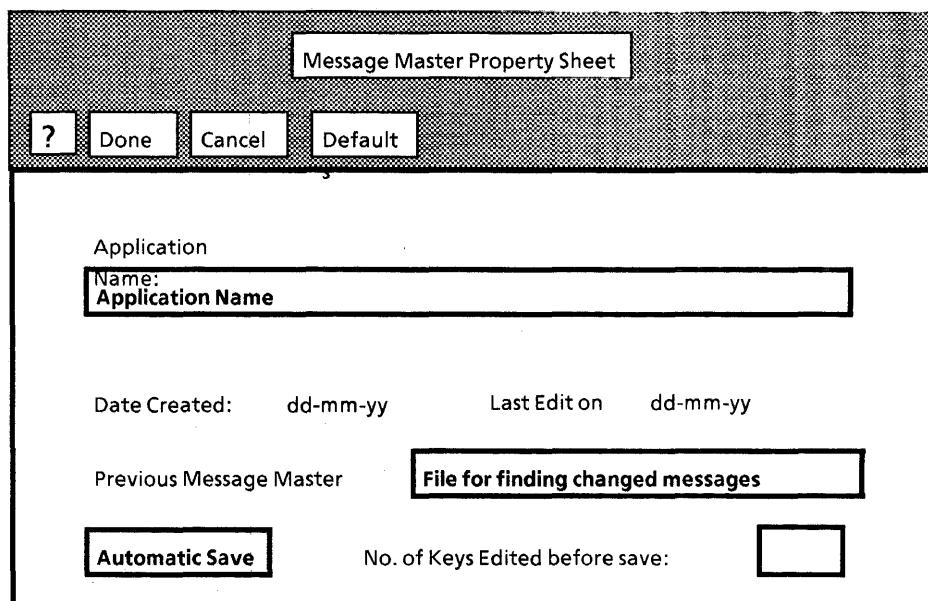 Message Master Property Sheet
? Done Cancel Default
Application
Name:
Application Name
Date Created: dd-mm-yy Last Edit on dd-mm-yy
Previous Message Master File for finding changed messages
Automatic Save No. of Keys Edited before save: